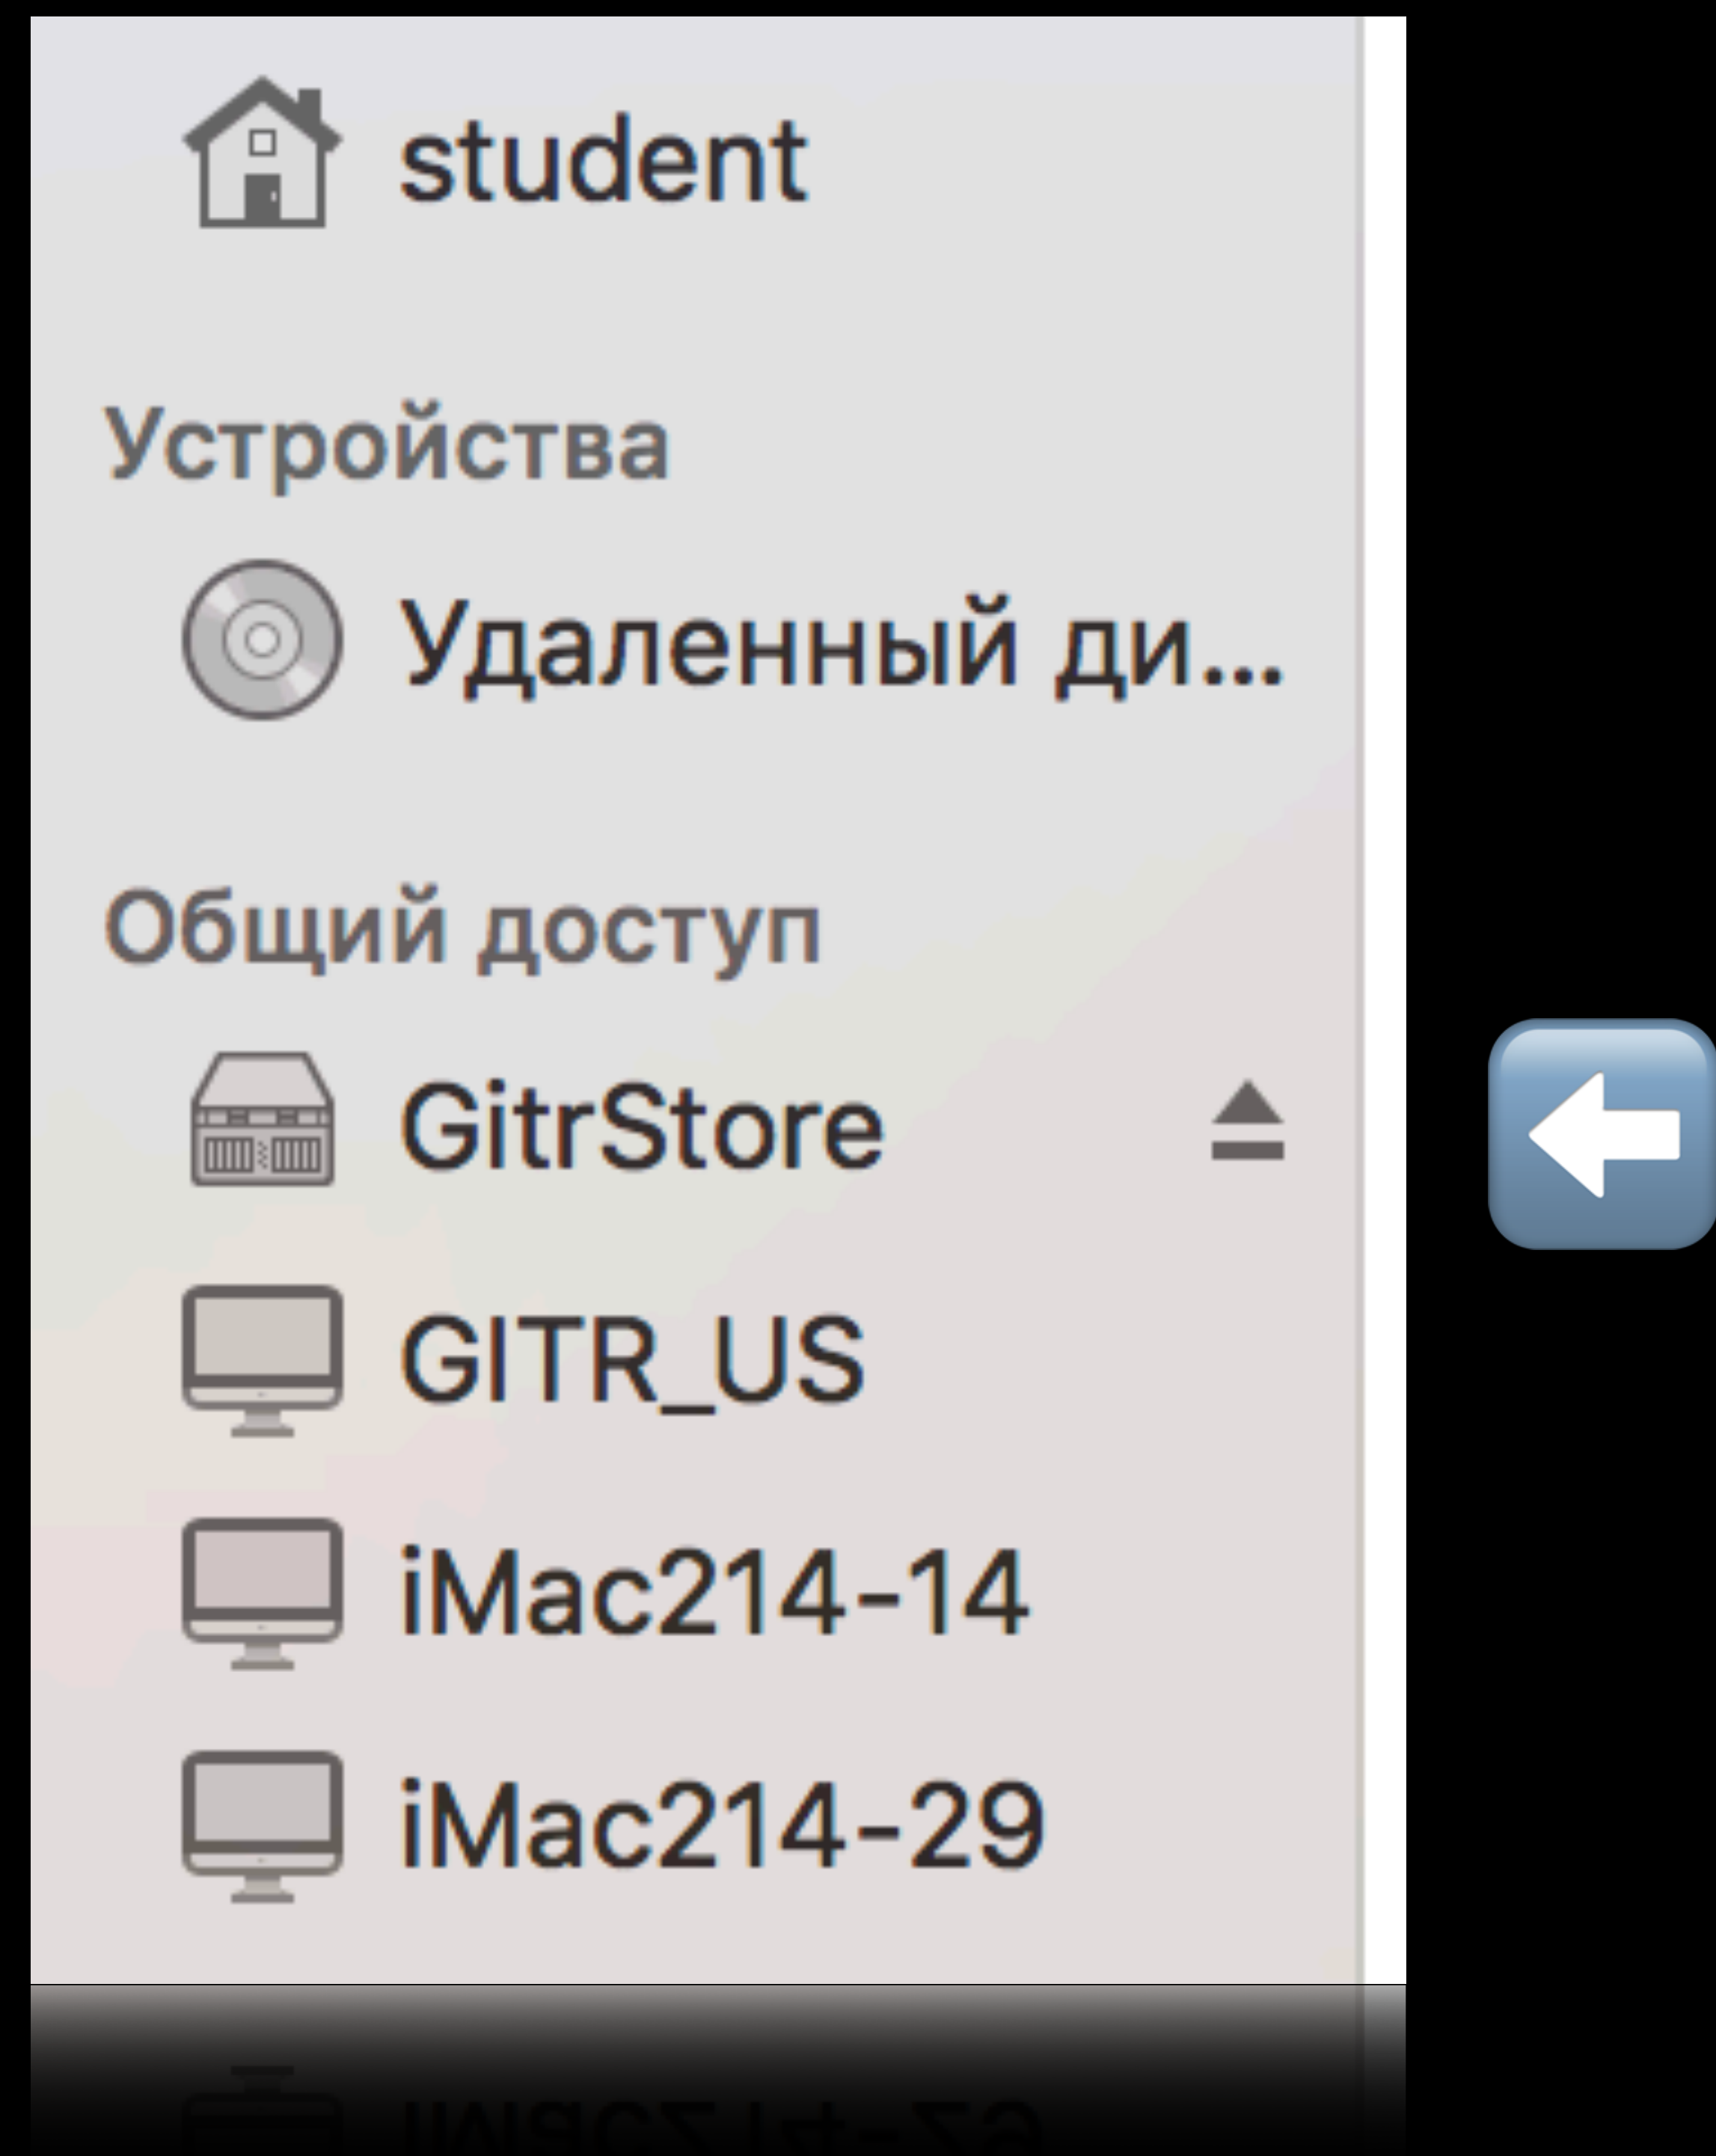 student
Устройства
Удаленный ди...
Общий доступ
GitrStore
GITR_US
iMac214-14
iMac214-29